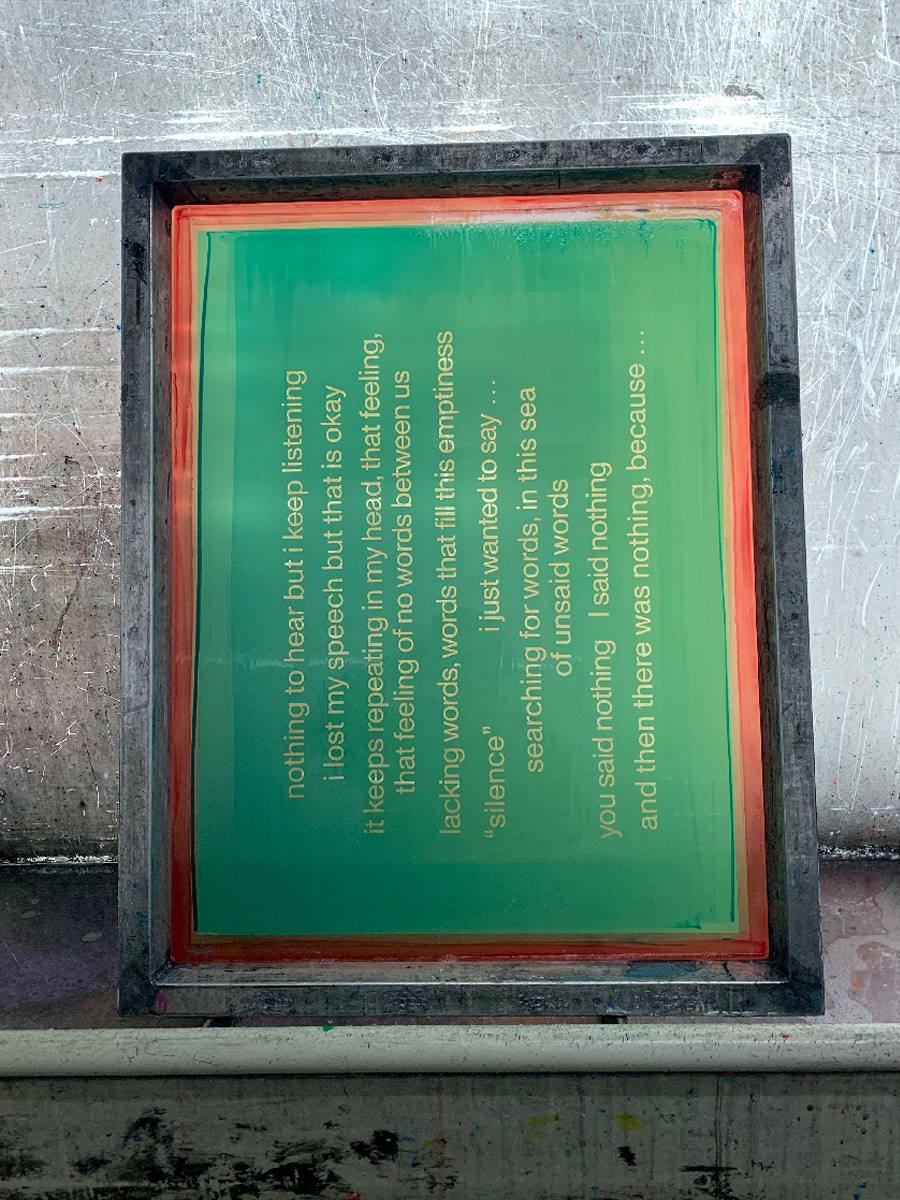 nothing to hear but i keep listening
i lost my speech but that is okay
it keeps repeating in my head, that feeling,
that feeling of no words between us
lacking words, words that fill this emptiness
“silence” i just wanted to say …
searching for words, in this sea
of unsaid words
you said nothing I said nothing
and then there was nothing, because …